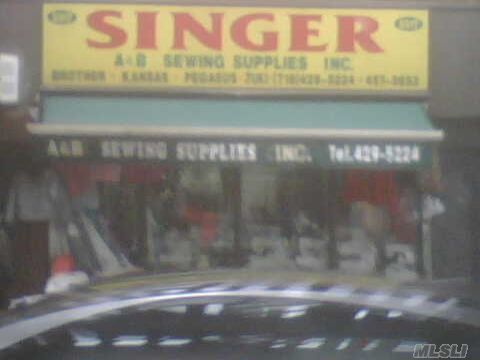 SINGER
A&B SEWING SUPPLIES INC.
BROTHER · KANSAS · PEGASUS · JUKI (718) 429-5224 · 457-3653
A&B SEWING SUPPLIES INC. Tel. 429-5224
MLSLI